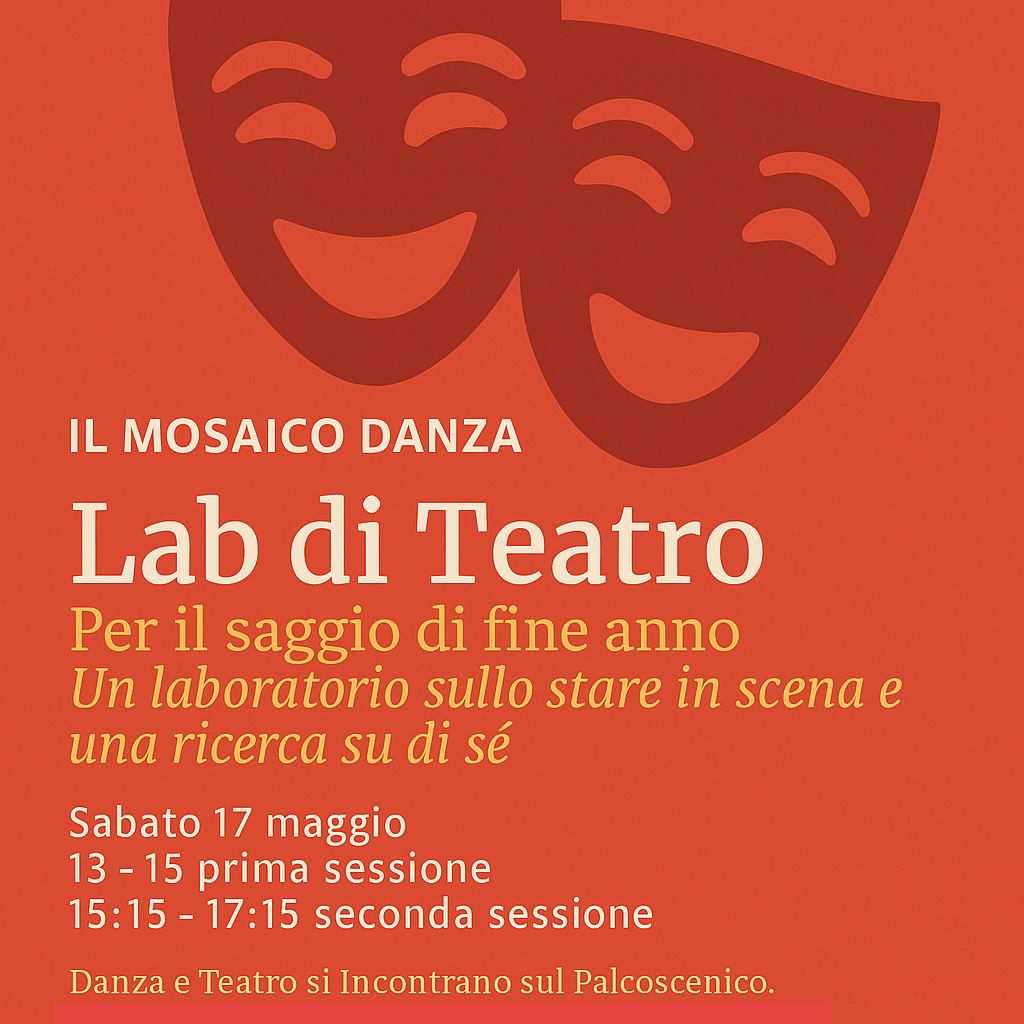 IL MOSAICO DANZA
Lab di Teatro
Per il saggio di fine anno
Un laboratorio sullo stare in scena e
una ricerca su di sé
Sabato 17 maggio
13 - 15 prima sessione
15:15 - 17:15 seconda sessione
Danza e Teatro si Incontrano sul Palcoscenico.